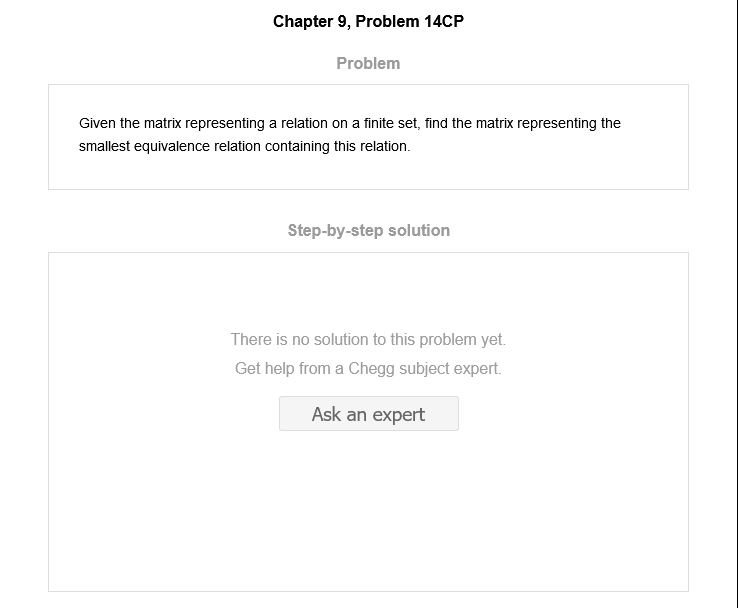 Chapter 9, Problem 14CP
Problem
Given the matrix representing a relation on a finite set, find the matrix representing the
smallest equivalence relation containing this relation.
Step-by-step solution
There is no solution to this problem yet.
Get help from a Chegg subject expert.
Ask an expert